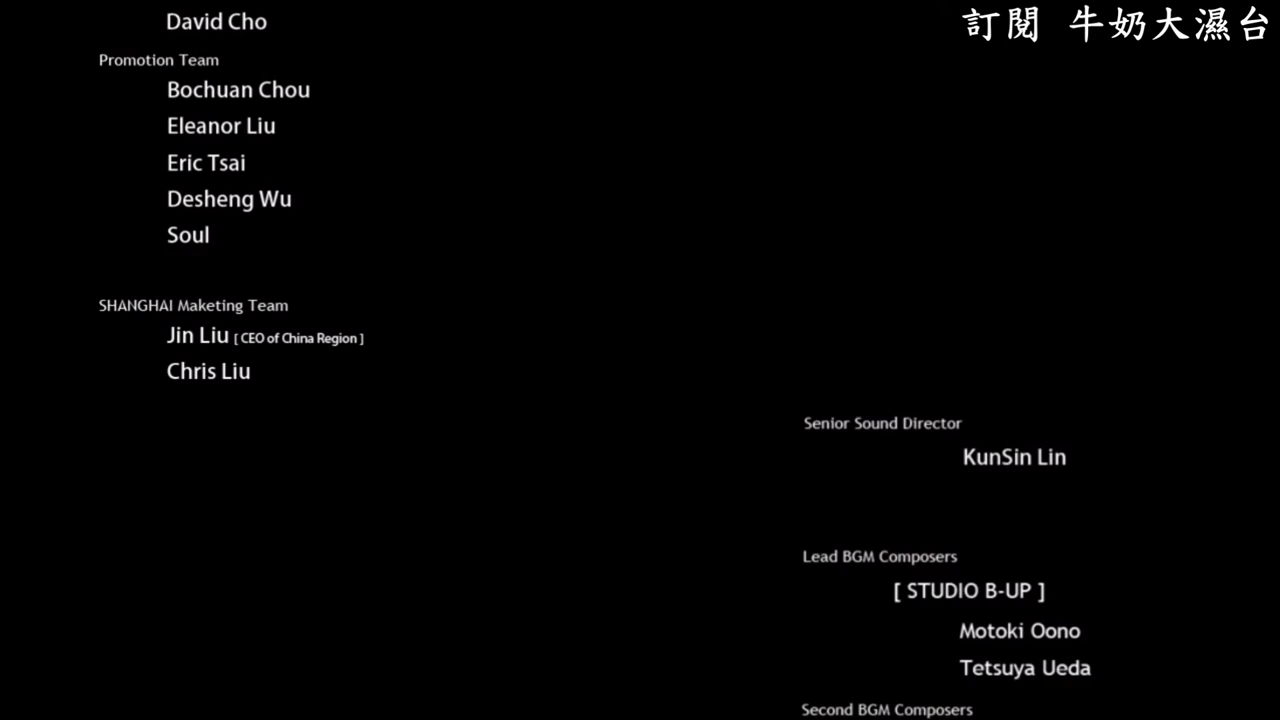 訂閱 牛奶大濕台
David Cho
Promotion Team
Bochuan Chou
Eleanor Liu
Eric Tsai
Desheng Wu
Soul
SHANGHAI Maketing Team
Jin Liu [ CEO of China Region ]
Chris Liu
Senior Sound Director
KunSin Lin
Lead BGM Composers
[ STUDIO B-UP ]
Motoki Oono
Tetsuya Ueda
Second BGM Composers